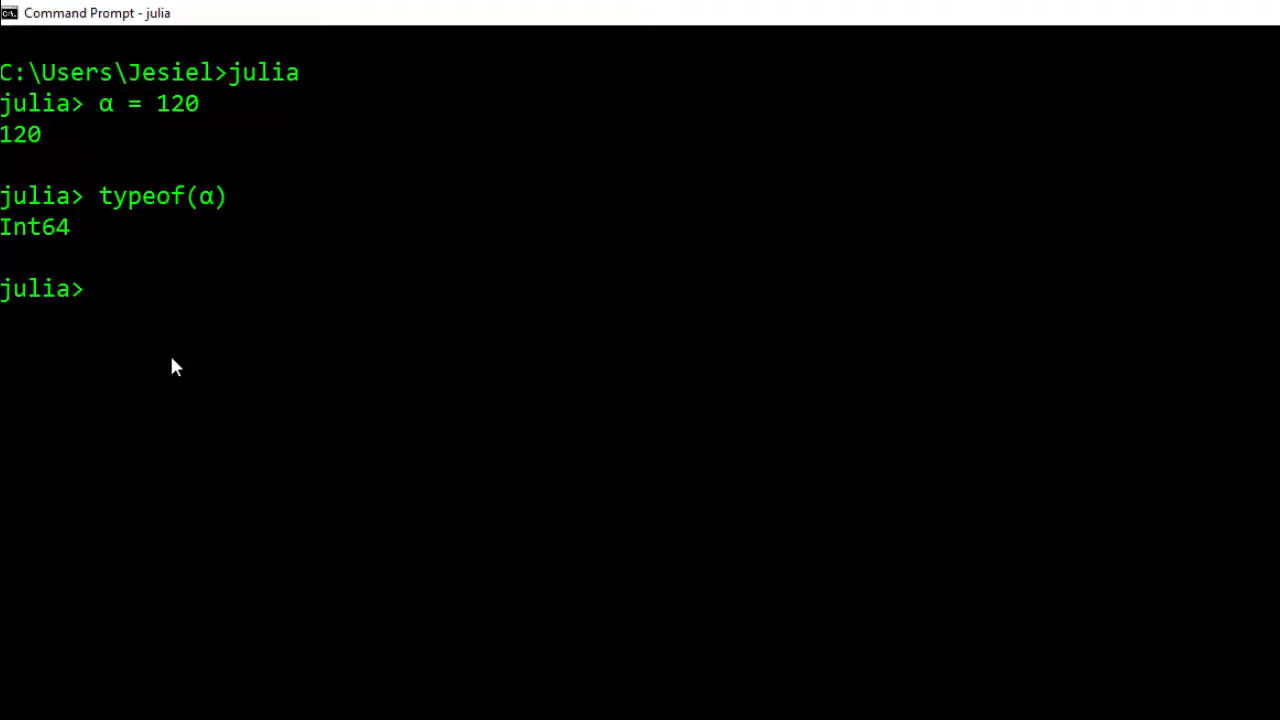 Command Prompt - julia
C:\Users\Jesiel>julia
julia> α = 120
120
julia> typeof(α)
Int64
julia>